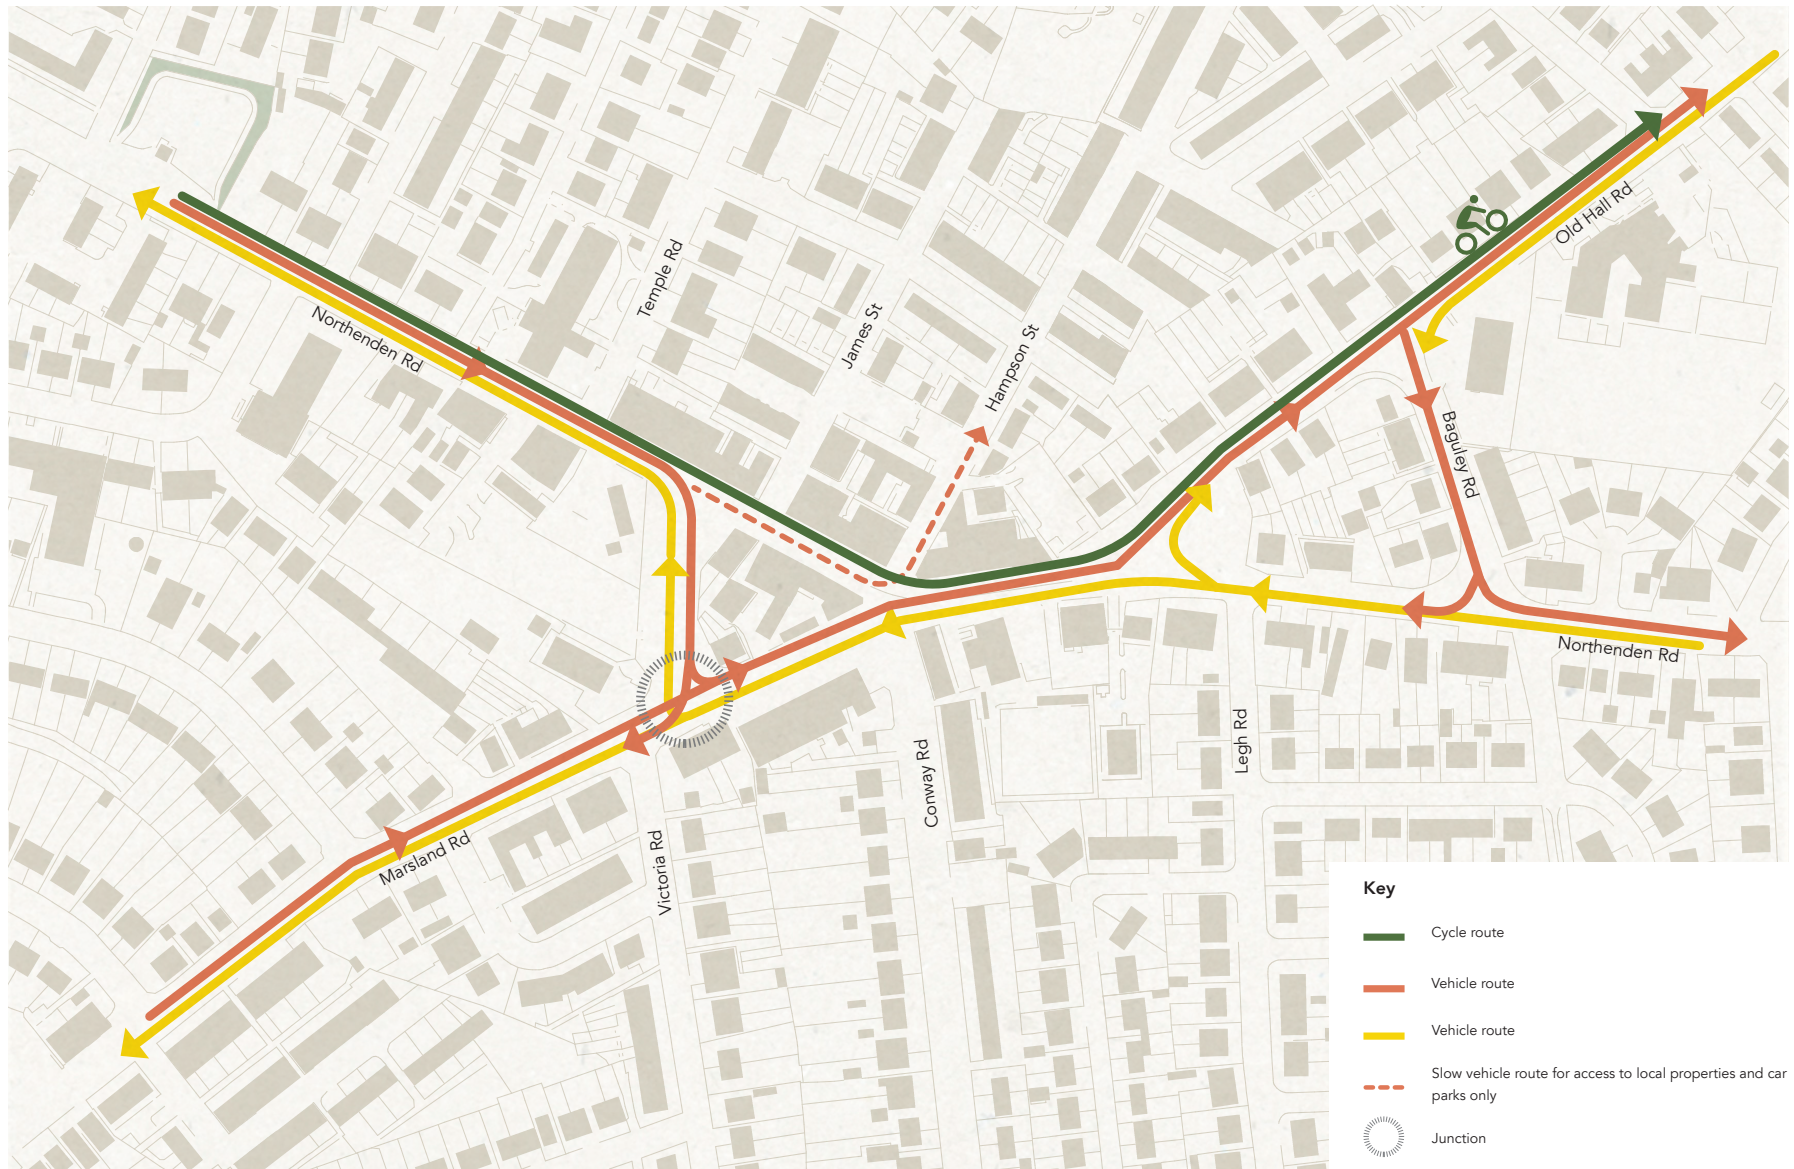 Old Hall Rd
Temple Rd
Northenden Rd
James St
Hampson St
Baguley Rd
Northenden Rd
Legh Rd
Conway Rd
Marsland Rd
Victoria Rd
Key
Cycle route
Vehicle route
Vehicle route
Slow vehicle route for access to local properties and car
parks only
Junction